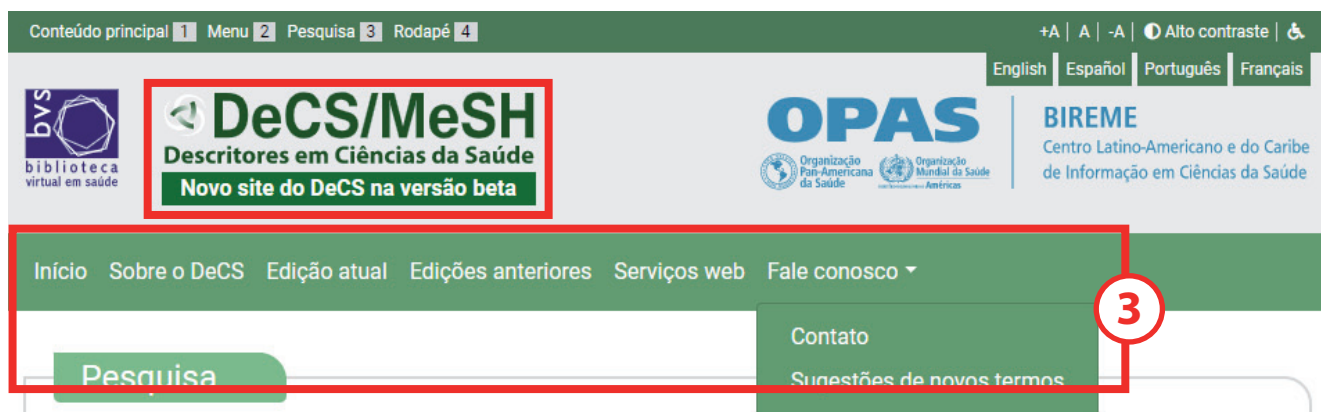 Conteúdo principal 1 Menu 2 Pesquisa 3 Rodapé 4
+A | A | -A | Alto contraste |
English Español Português Français
bvs
biblioteca
virtual em saúde
DeCS/MeSH
Descritores em Ciências da Saúde
Novo site do DeCS na versão beta
OPAS
Organização
Pan-Americana
da Saúde
Organização
Mundial da Saúde
Américas
BIREME
Centro Latino-Americano e do Caribe
de Informação em Ciências da Saúde
Início Sobre o DeCS Edição atual Edições anteriores Serviços web Fale conosco
3
Contato
Pesquisa
Sugestões de novos termos